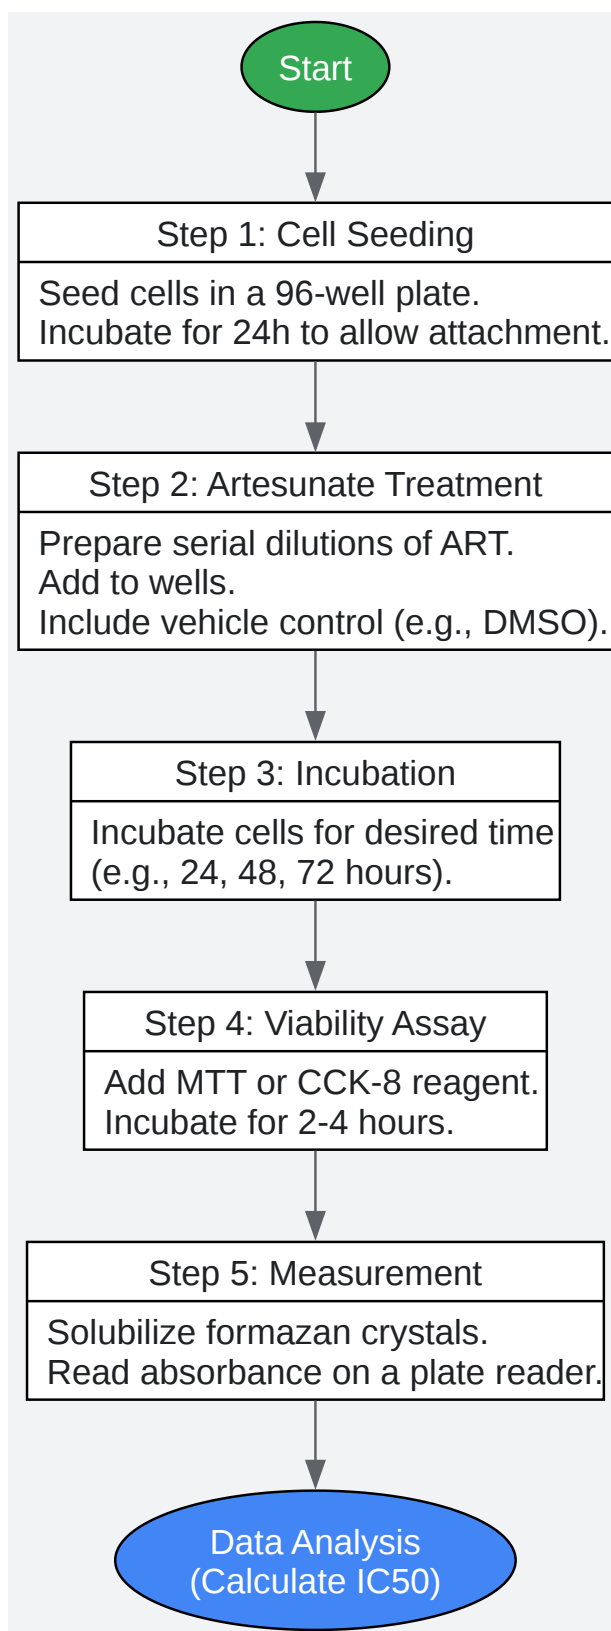 Start
Step 1: Cell Seeding
Seed cells in a 96-well plate.
Incubate for 24h to allow attachment.
Step 2: Artesunate Treatment
Prepare serial dilutions of ART.
Add to wells.
Include vehicle control (e.g., DMSO).
Step 3: Incubation
Incubate cells for desired time
(e.g., 24, 48, 72 hours).
Step 4: Viability Assay
Add MTT or CCK-8 reagent.
Incubate for 2-4 hours.
Step 5: Measurement
Solubilize formazan crystals.
Read absorbance on a plate reader.
Data Analysis
(Calculate IC50)